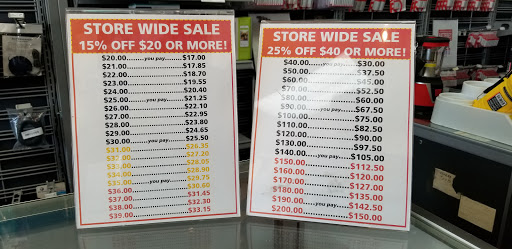 STORE WIDE SALE
15% OFF $20 OR MORE!
$20.00......you pay.....$17.00
$21.00..........................$17.85
$22.00..........................$18.70
$23.00..........................$19.55
$24.00..........................$20.40
$25.00......you pay.....$21.25
$26.00..........................$22.10
$27.00..........................$22.95
$28.00..........................$23.80
$29.00..........................$24.65
$30.00......you pay.....$25.50
$31.00..........................$26.35
$32.00..........................$27.20
$33.00..........................$28.05
$34.00..........................$28.90
$35.00......you pay.....$29.75
$36.00..........................$30.60
$37.00..........................$31.45
$38.00..........................$32.30
$39.00..........................$33.15
STORE WIDE SALE
25% OFF $40 OR MORE!
$40.00......you pay.....$30.00
$50.00..........................$37.50
$60.00..........................$45.00
$70.00..........................$52.50
$80.00..........................$60.00
$90.00......you pay.....$67.50
$100.00........................$75.00
$110.00........................$82.50
$120.00........................$90.00
$130.00........................$97.50
$140.00......you pay.....$105.00
$150.00........................$112.50
$160.00........................$120.00
$170.00........................$127.00
$180.00........................$135.00
$190.00......you pay.....$142.50
$200.00........................$150.00